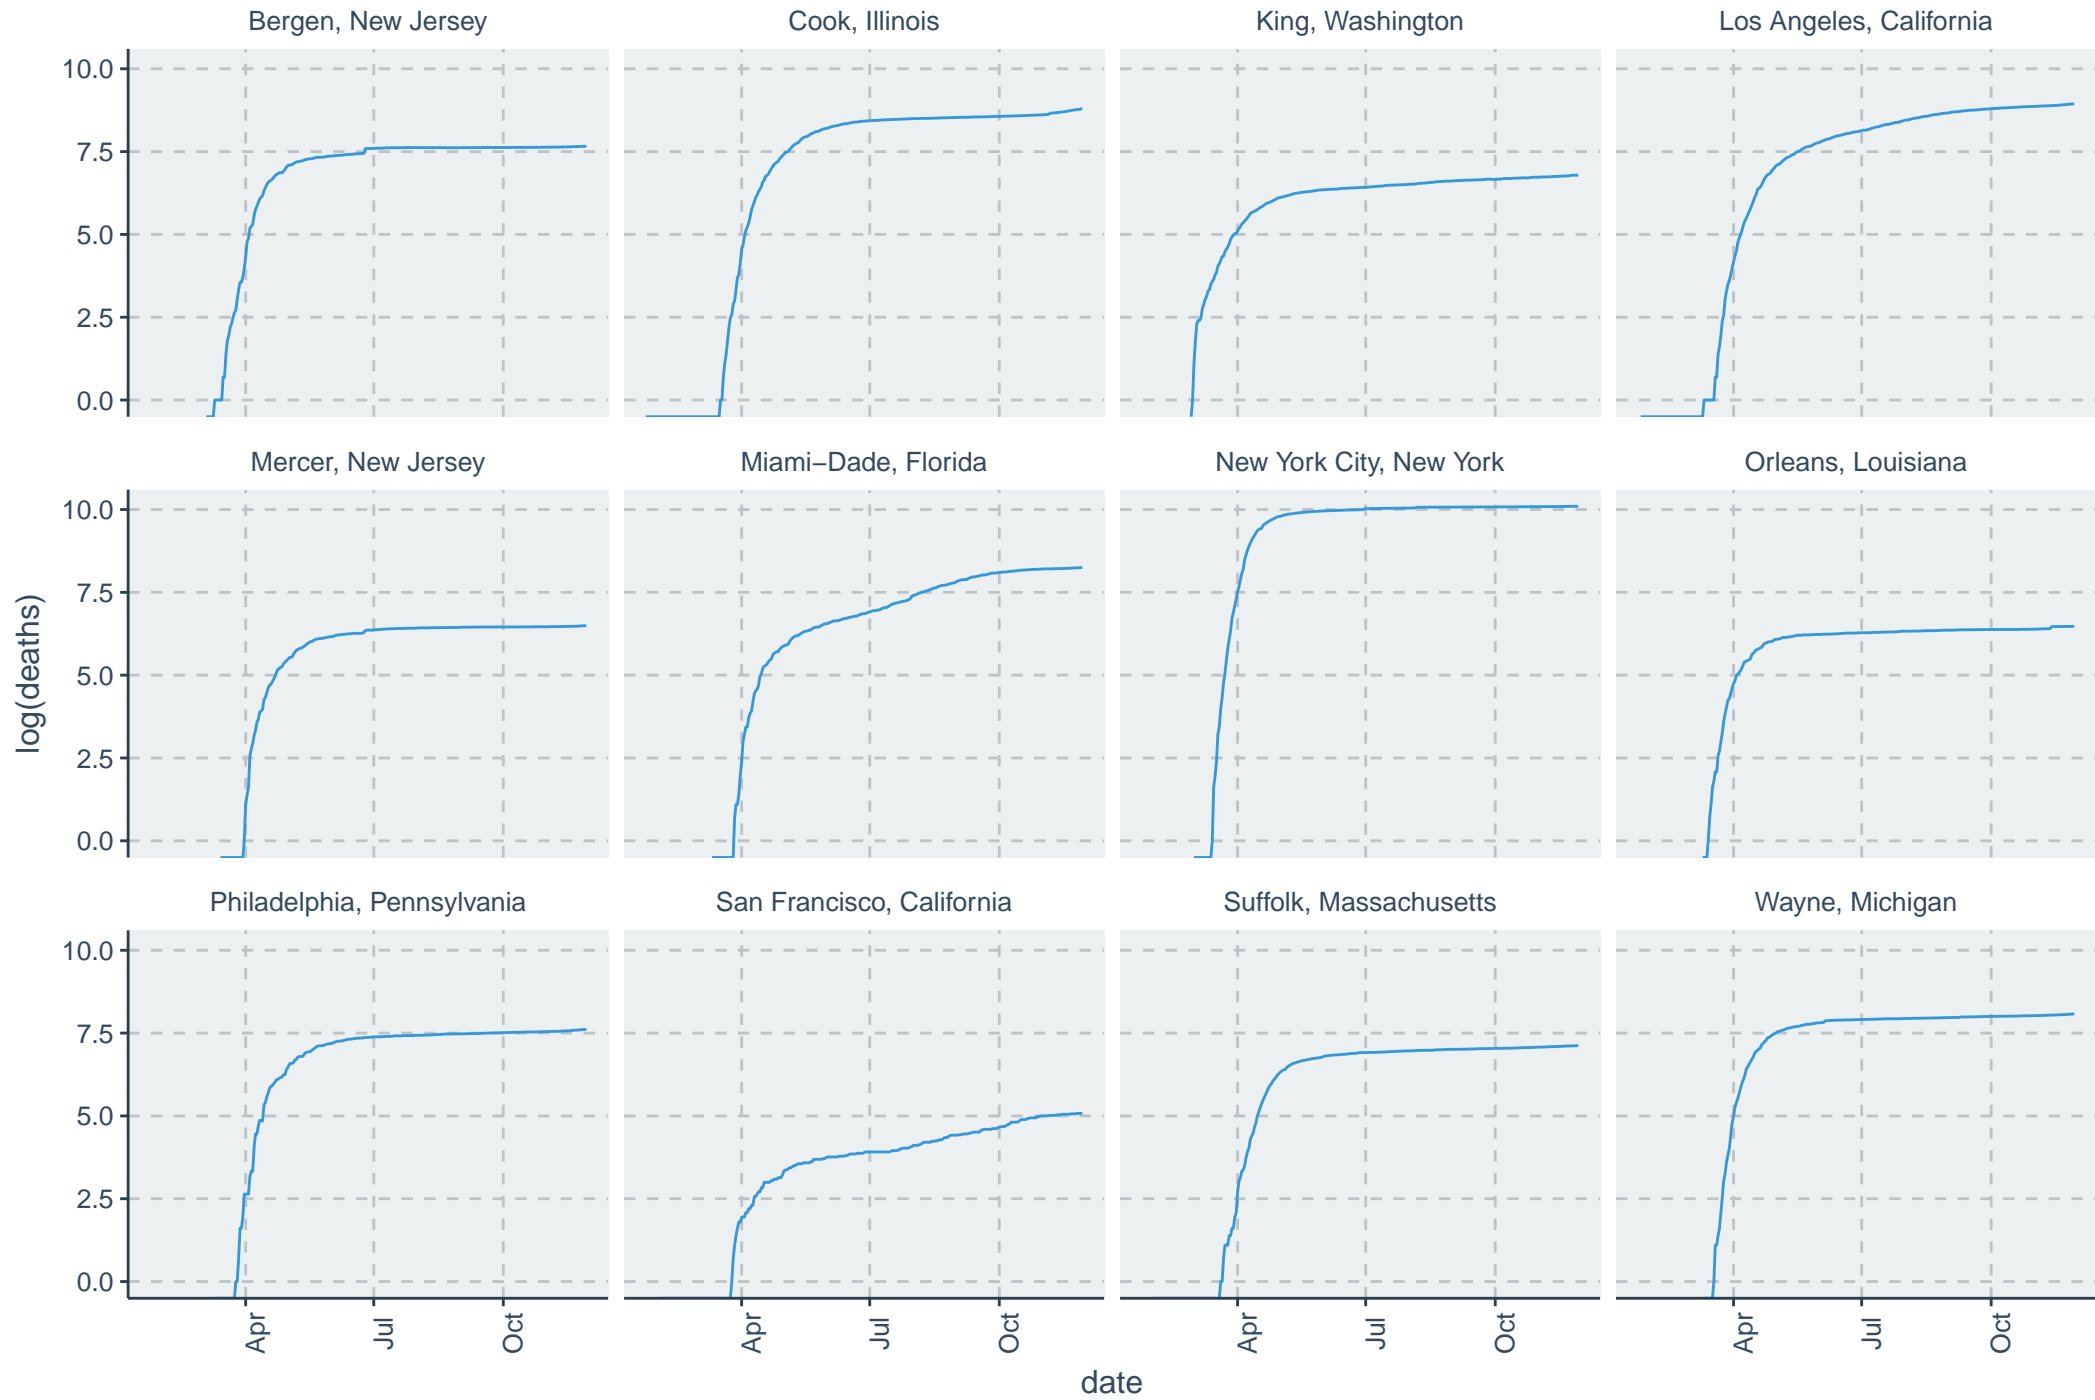 Bergen, New Jersey
Cook, Illinois
King, Washington
Los Angeles, California
10.0
7.5
5.0
2.5
0.0
Mercer, New Jersey
Miami−Dade, Florida
New York City, New York
Orleans, Louisiana
10.0
7.5
5.0
2.5
0.0
log(deaths)
Philadelphia, Pennsylvania
San Francisco, California
Suffolk, Massachusetts
Wayne, Michigan
10.0
7.5
5.0
2.5
0.0
Apr
Jul
Oct
Apr
Jul
Oct
Apr
Jul
Oct
Apr
Jul
Oct
date